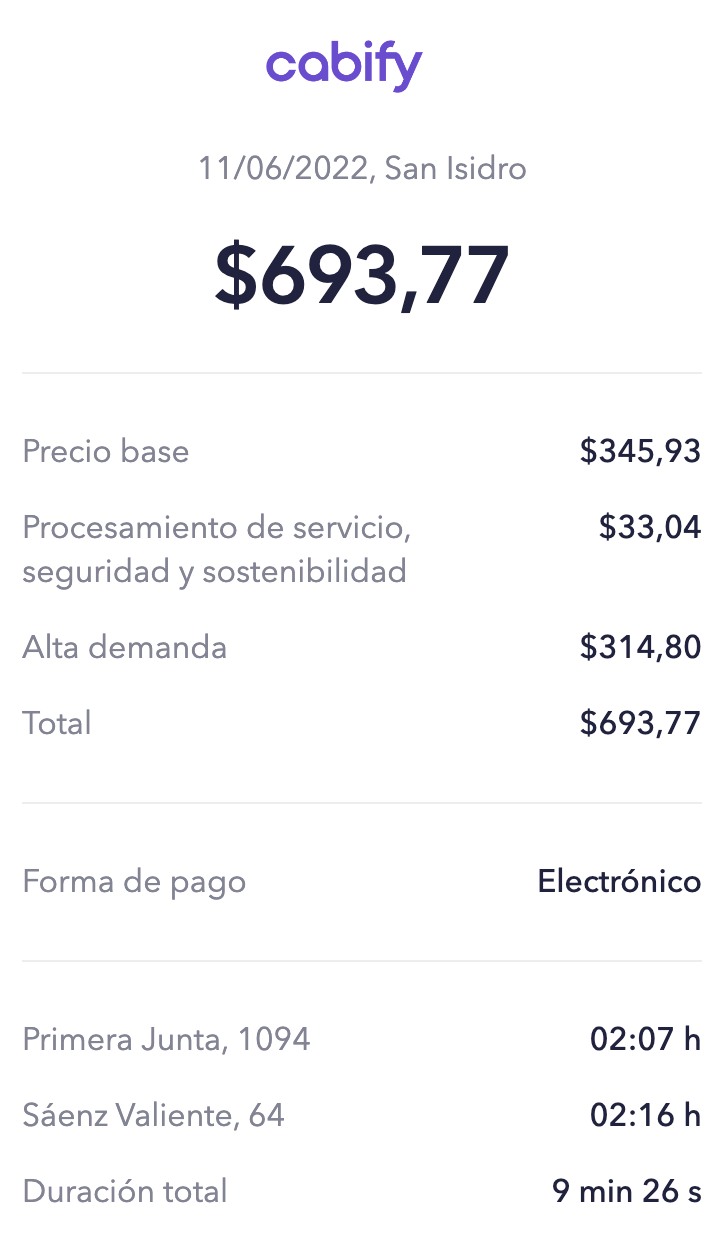 cabify
11/06/2022, San Isidro
$693,77
Precio base $345,93
Procesamiento de servicio, $33,04
seguridad y sostenibilidad
Alta demanda $314,80
Total $693,77
Forma de pago Electrónico
Primera Junta, 1094 02:07 h
Sáenz Valiente, 64 02:16 h
Duración total 9 min 26 s